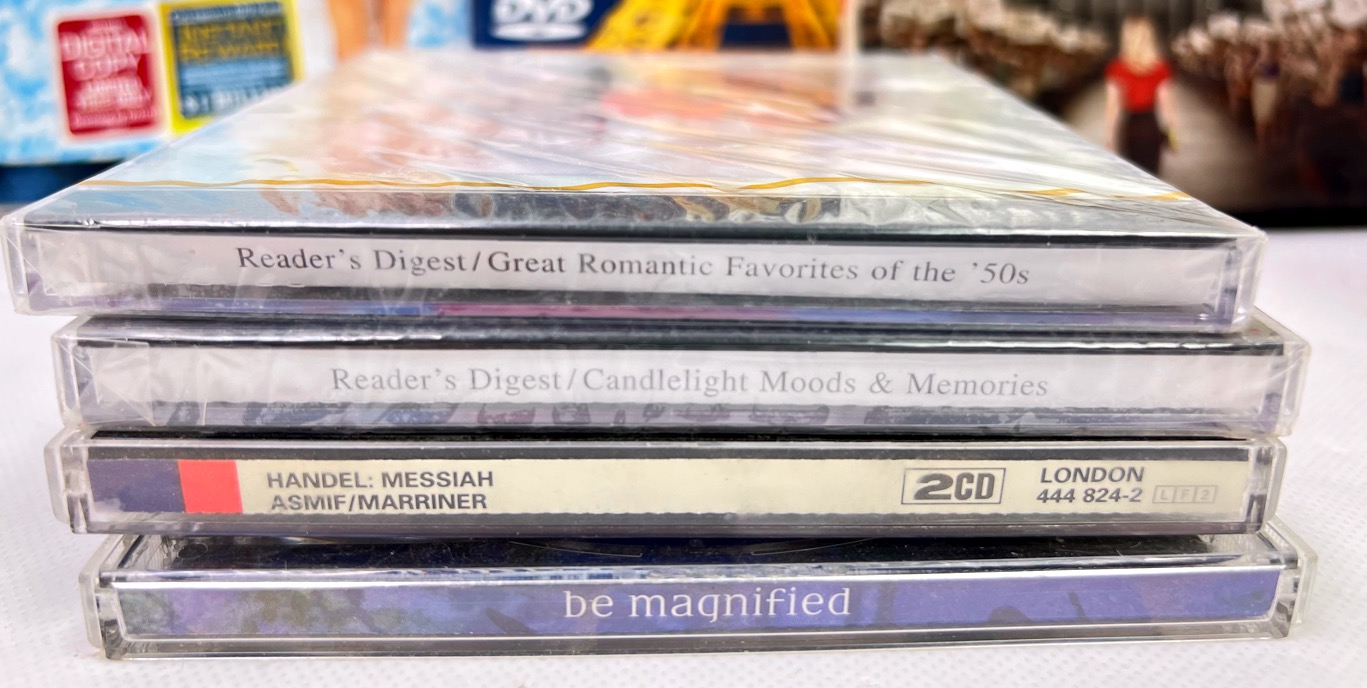 DIGITAL
COPY
DVD
Reader's Digest/Great Romantic Favorites of the '50s
Reader's Digest/Candlelight Moods & Memories
HANDEL: MESSIAH
ASMIF/MARRINER
2CD
LONDON
444 824-2 LF2
be magnified